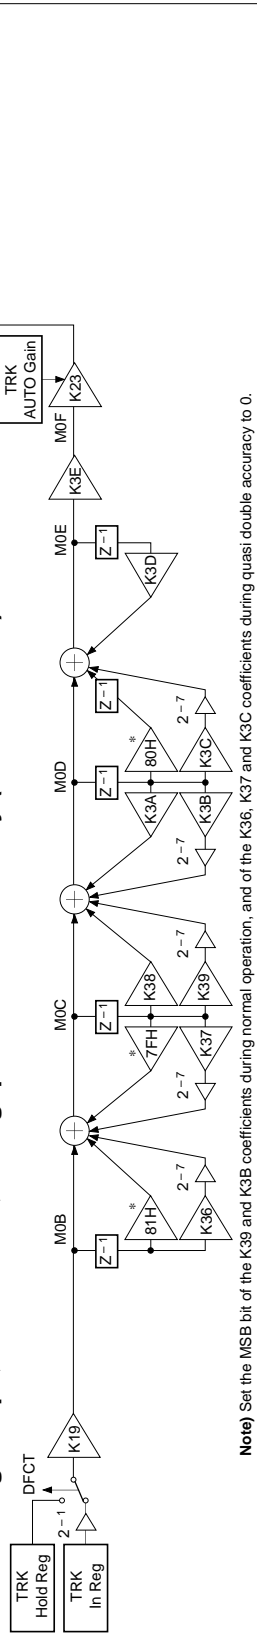 TRK
Hold Reg
TRK
In Reg
2 – 1
DFCT
K19
M0B
Z – 1
81H
*
K36
2 – 7
7FH
*
K37
2 – 7
M0C
Z – 1
K38
K39
2 – 7
K3A
K3B
2 – 7
M0D
Z – 1
80H
*
K3C
2 – 7
Z – 1
M0E
Z – 1
K3D
K3E
M0F
K23
TRK
AUTO Gain
Note) Set the MSB bit of the K39 and K3B coefficients during normal operation, and of the K36, K37 and K3C coefficients during quasi double accuracy to 0.